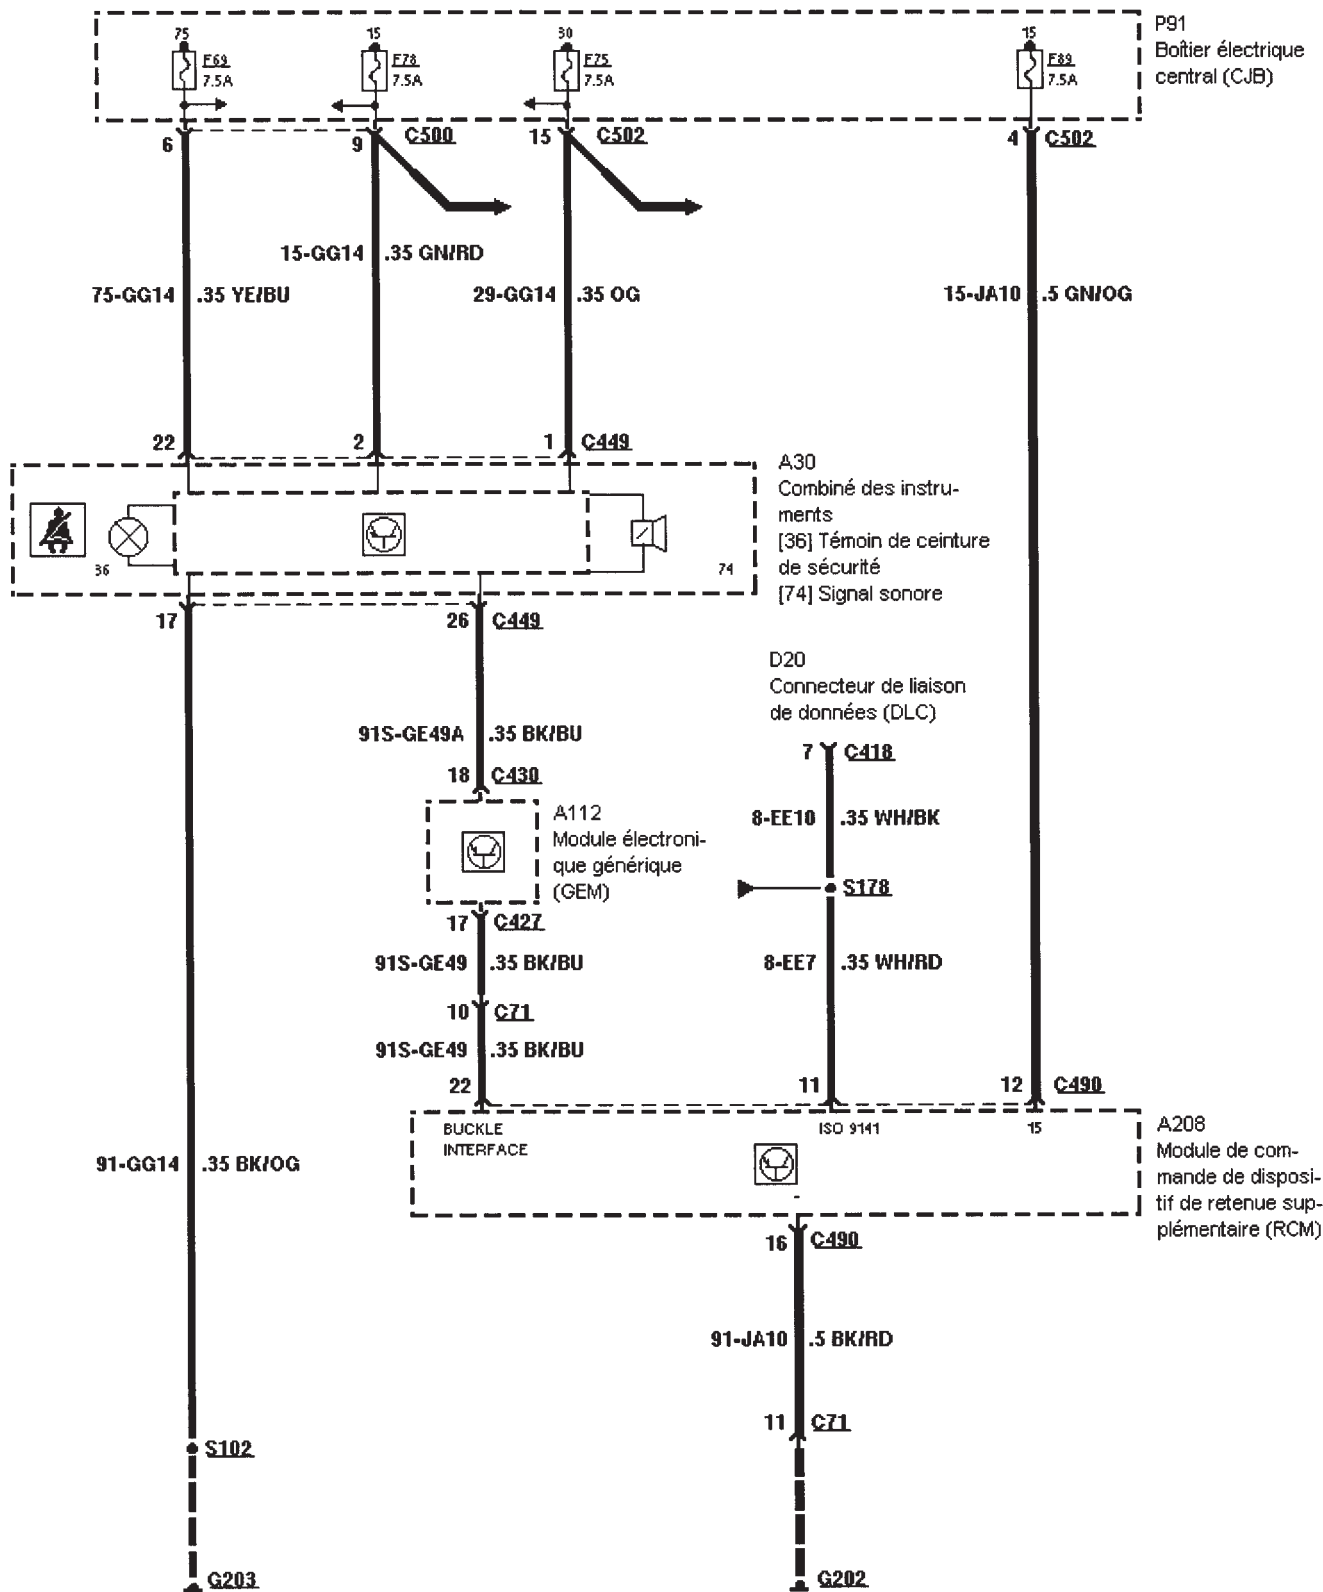 P91
Boîtier électrique
central (CJB)
75
F69
7.5A
15
F78
7.5A
30
F75
7.5A
15
F89
7.5A
6
9
C500
15
C502
4
C502
15-GG14
.35 GN/RD
75-GG14
.35 YE/BU
29-GG14
.35 OG
15-JA10
.5 GN/OG
22
2
1
C449
A30
Combiné des instru-
ments
[36] Témoin de ceinture
de sécurité
[74] Signal sonore
36
74
17
26
C449
D20
Connecteur de liaison
de données (DLC)
91S-GE49A
.35 BK/BU
7
C418
18
C430
A112
Module électroni-
que générique
(GEM)
8-EE10
.35 WH/BK
S178
17
C427
91S-GE49
.35 BK/BU
8-EE7
.35 WH/RD
10
C71
91S-GE49
.35 BK/BU
22
11
12
C490
BUCKLE
INTERFACE
ISO 9141
15
A208
Module de com-
mande de disposi-
tif de retenue sup-
plémentaire (RCM)
91-GG14
.35 BK/OG
16
C490
91-JA10
.5 BK/RD
11
C71
S102
G203
G202